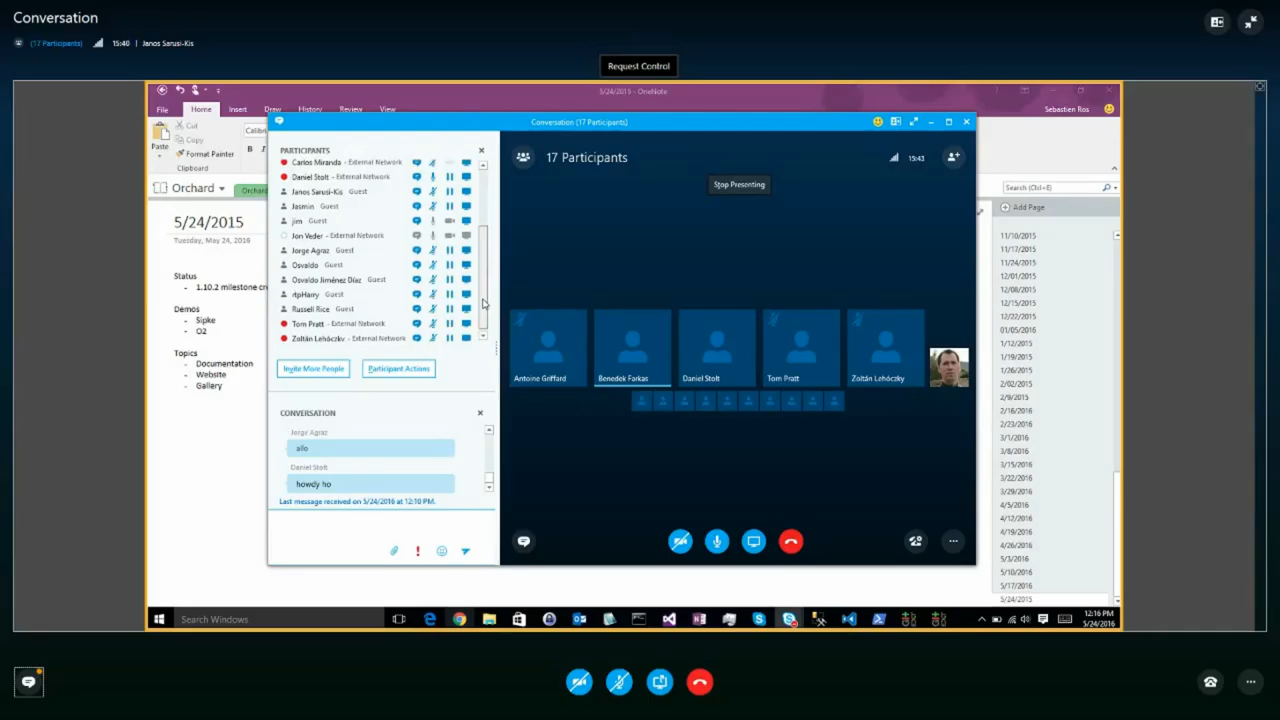 Conversation
(17 Participants) 15:40 | Janos Sarusi-Kis
Request Control
5/24/2015 - OneNote
File Home Insert Draw History Review View
Sebastien Ros
Cut
Copy
Format Painter
Paste
Clipboard
Calibri
B I
Orchard
Orchard
Search (Ctrl+E)
Add Page
5/24/2015
Tuesday, May 24, 2016
Status
- 1.10.2 milestone cr
Demos
- Sipke
- O2
Topics
- Documentation
- Website
- Gallery
Conversation (17 Participants)
PARTICIPANTS
Carlos Miranda - External Network
Daniel Stolt - External Network
Janos Sarusi-Kis Guest
Jasmin Guest
jim Guest
Jon Veder - External Network
Jorge Agraz Guest
Osvaldo Guest
Osvaldo Jiménez Díaz Guest
rtpHarry Guest
Russell Rice Guest
Tom Pratt - External Network
Zoltán Lehóczky - External Network
Invite More People
Participant Actions
CONVERSATION
Jorge Agraz
allo
Daniel Stolt
howdy ho
Last message received on 5/24/2016 at 12:10 PM.
17 Participants
15:43
Stop Presenting
Antoine Griffard
Benedek Farkas
Daniel Stolt
Tom Pratt
Zoltán Lehóczky
11/10/2015
11/17/2015
11/24/2015
12/01/2015
12/08/2015
12/15/2015
12/22/2015
01/05/2016
1/12/2015
1/19/2015
1/26/2015
2/02/2015
2/9/2015
2/16/2016
2/23/2016
3/1/2016
3/8/2016
3/15/2016
3/22/2016
3/29/2016
4/5/2016
4/12/2016
4/19/2016
4/26/2016
5/3/2016
5/10/2016
5/17/2016
5/24/2015
Search Windows
12:16 PM
5/24/2016